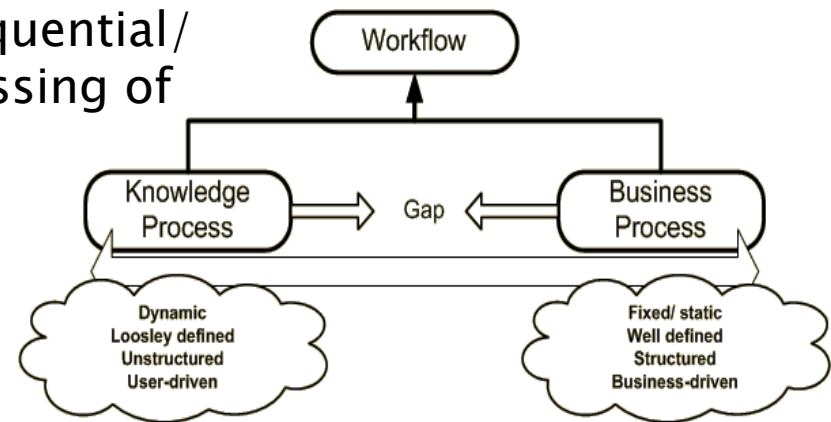 quential/
ssing of
Workflow
Knowledge
Process
Gap
Business
Process
Dynamic
Loosley defined
Unstructured
User-driven
Fixed/ static
Well defined
Structured
Business-driven